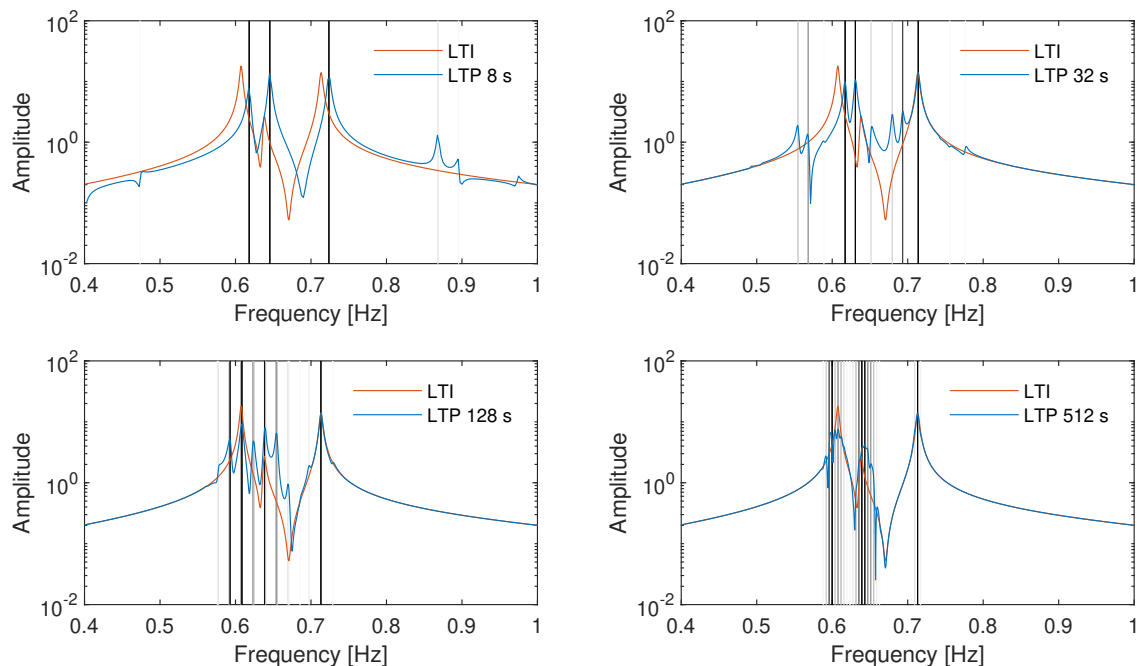 10^2
10^0
10^-2
Amplitude
LTI
LTP 8 s
0.4 0.5 0.6 0.7 0.8 0.9 1
Frequency [Hz]
10^2
10^0
10^-2
Amplitude
LTI
LTP 32 s
0.4 0.5 0.6 0.7 0.8 0.9 1
Frequency [Hz]
10^2
10^0
10^-2
Amplitude
LTI
LTP 128 s
0.4 0.5 0.6 0.7 0.8 0.9 1
Frequency [Hz]
10^2
10^0
10^-2
Amplitude
LTI
LTP 512 s
0.4 0.5 0.6 0.7 0.8 0.9 1
Frequency [Hz]